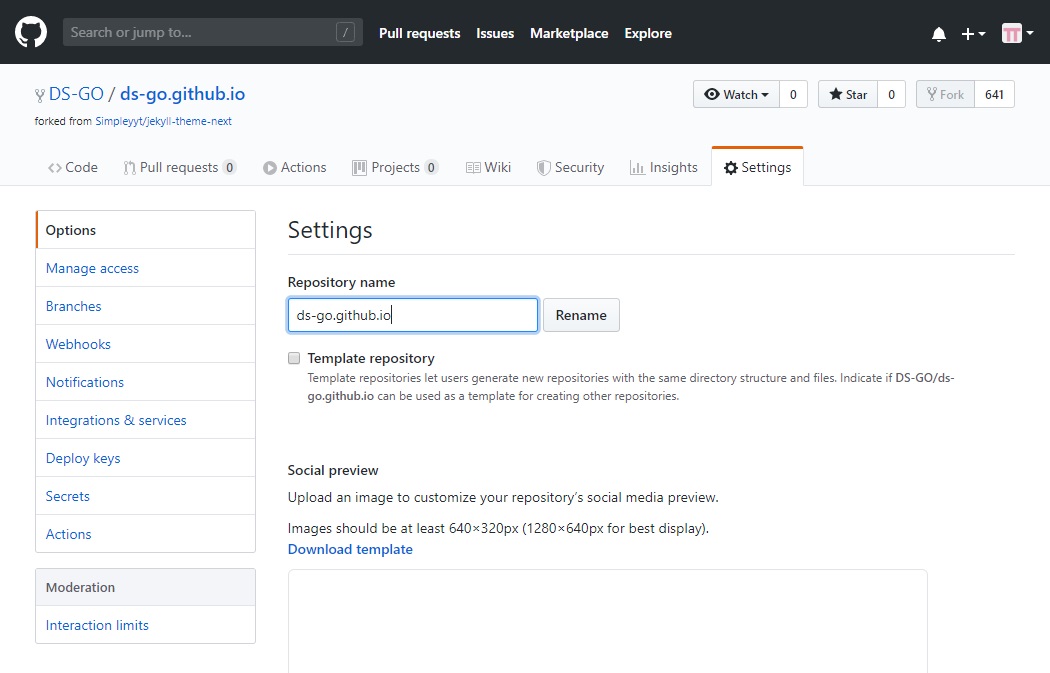 Search or jump to... /
Pull requests Issues Marketplace Explore
DS-GO / ds-go.github.io
Watch 0 Star 0 Fork 641
forked from Simpleyyt/jekyll-theme-next
Code Pull requests 0 Actions Projects 0 Wiki Security Insights Settings
Options
Manage access
Branches
Webhooks
Notifications
Integrations & services
Deploy keys
Secrets
Actions
Moderation
Interaction limits
Settings
Repository name
ds-go.github.io Rename
Template repository
Template repositories let users generate new repositories with the same directory structure and files. Indicate if DS-GO/ds-
go.github.io can be used as a template for creating other repositories.
Social preview
Upload an image to customize your repository's social media preview.
Images should be at least 640×320px (1280×640px for best display).
Download template